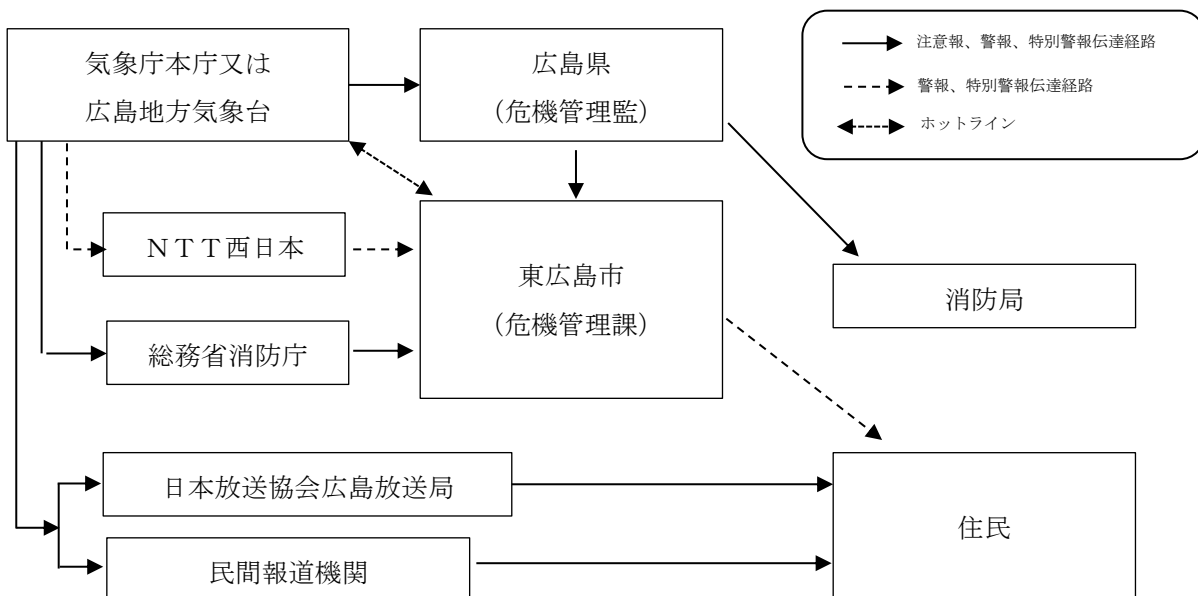 気象庁本庁又は
広島地方気象台
広島県
(危機管理監)
注意報、警報、特別警報伝達経路
警報、特別警報伝達経路
ホットライン
NTT西日本
東広島市
(危機管理課)
消防局
総務省消防庁
日本放送協会広島放送局
住民
民間報道機関